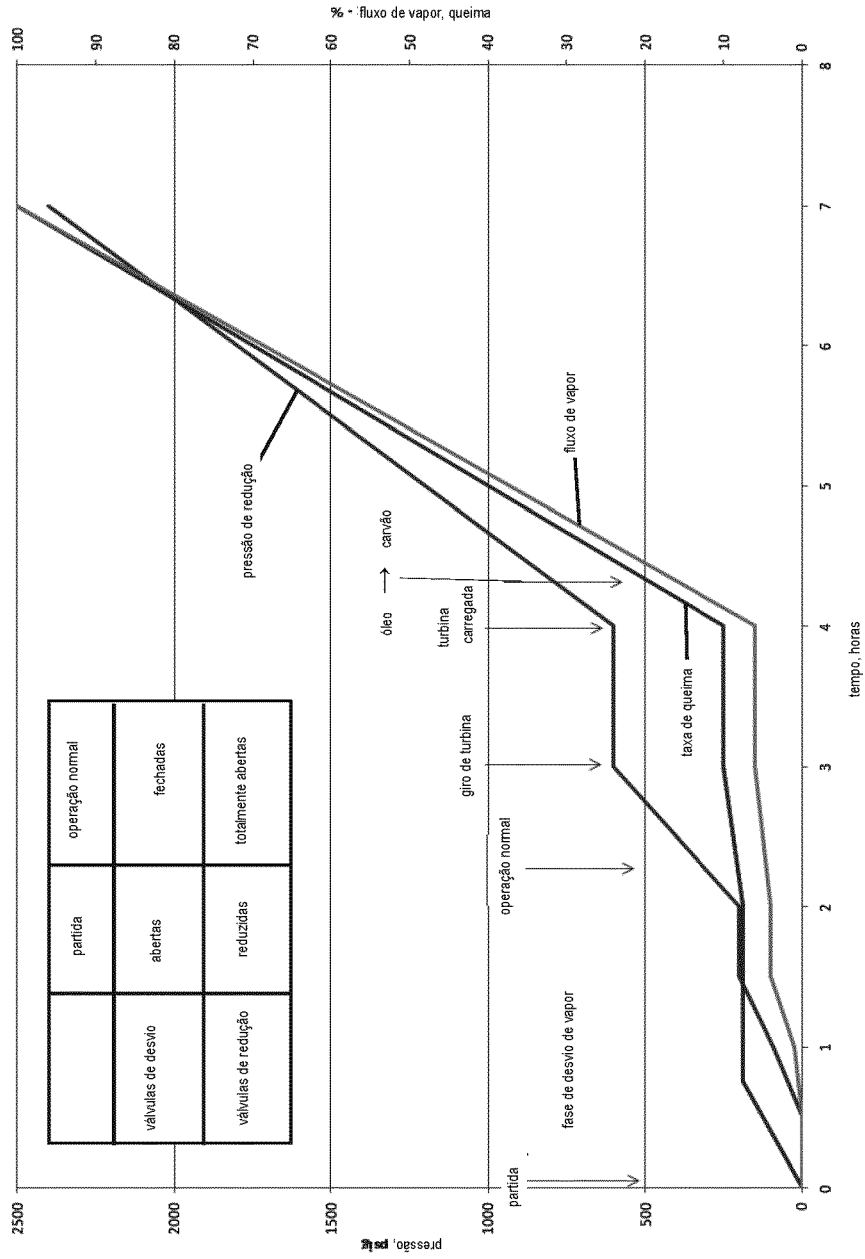 % - fluxo de vapor, queima
100
90
80
70
60
50
40
30
20
10
0
2500
2000
1500
1000
500
0
pressão, psig
0
1
2
3
4
5
6
7
8
tempo, horas
partida
operação normal
válvulas de desvio
abertas
fechadas
válvulas de redução
reduzidas
totalmente abertas
pressão de redução
óleo → carvão
turbina
carregada
fluxo de vapor
giro de turbina
taxa de queima
operação normal
fase de desvio de vapor
partida